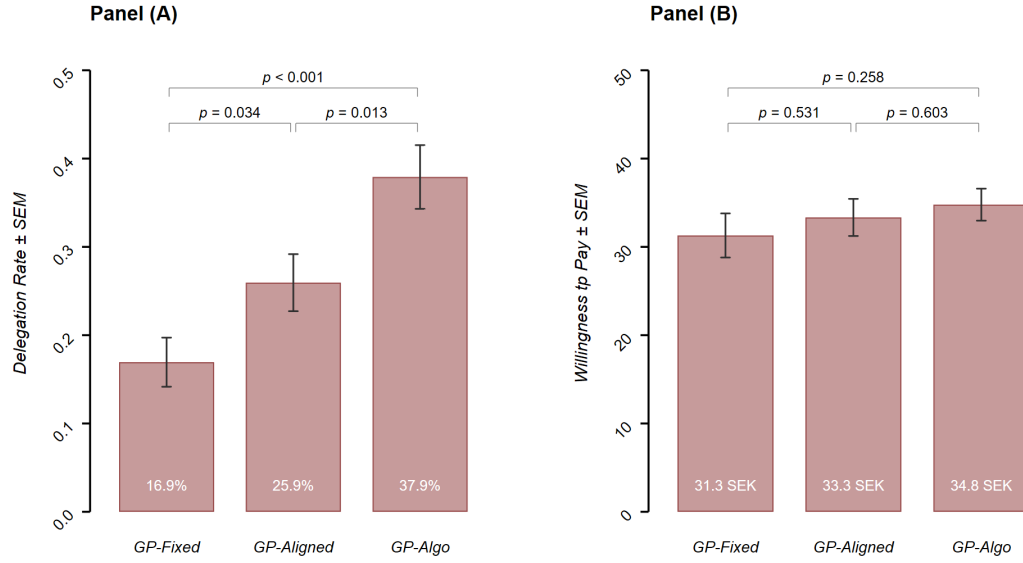 Panel (A)
Delegation Rate ± SEM
0.5
0.4
0.3
0.2
0.1
0.0
p < 0.001
p = 0.034
p = 0.013
16.9%
25.9%
37.9%
GP-Fixed
GP-Aligned
GP-Algo
Panel (B)
Willingness tp Pay ± SEM
50
40
30
20
10
0
p = 0.258
p = 0.531
p = 0.603
31.3 SEK
33.3 SEK
34.8 SEK
GP-Fixed
GP-Aligned
GP-Algo